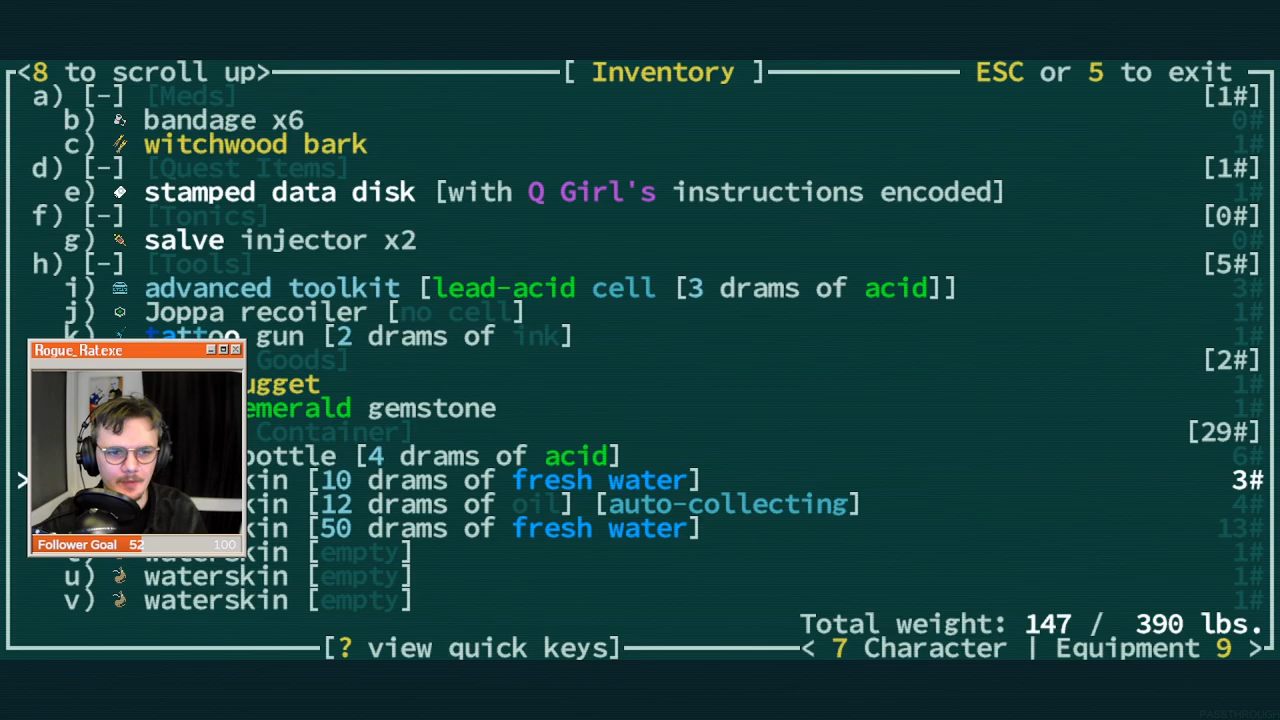 <8 to scroll up> [ Inventory ] ESC or 5 to exit
a) [-] [Meds] [1#]
b) bandage x6 0#
c) witchwood bark 1#
d) [-] [Quest Items] [1#]
e) stamped data disk [with Q Girl's instructions encoded] 1#
f) [-] [Tonics] [0#]
g) salve injector x2 0#
h) [-] [Tools] [5#]
i) advanced toolkit [lead-acid cell [3 drams of acid]] 3#
j) Joppa recoiler [no cell] 1#
k) tattoo gun [2 drams of ink] 1#
Goods] [2#]
1#
emerald gemstone 1#
Container] [29#]
bottle [4 drams of acid] 6#
> [10 drams of fresh water] 3#
[12 drams of oil] [auto-collecting] 4#
[50 drams of fresh water] 13#
[empty] 1#
u) waterskin [empty] 1#
v) waterskin [empty] 1#
Total weight: 147 / 390 lbs.
[? view quick keys] < 7 Character | Equipment 9 >
Rogue_Rat.exe
Follower Goal 52 100